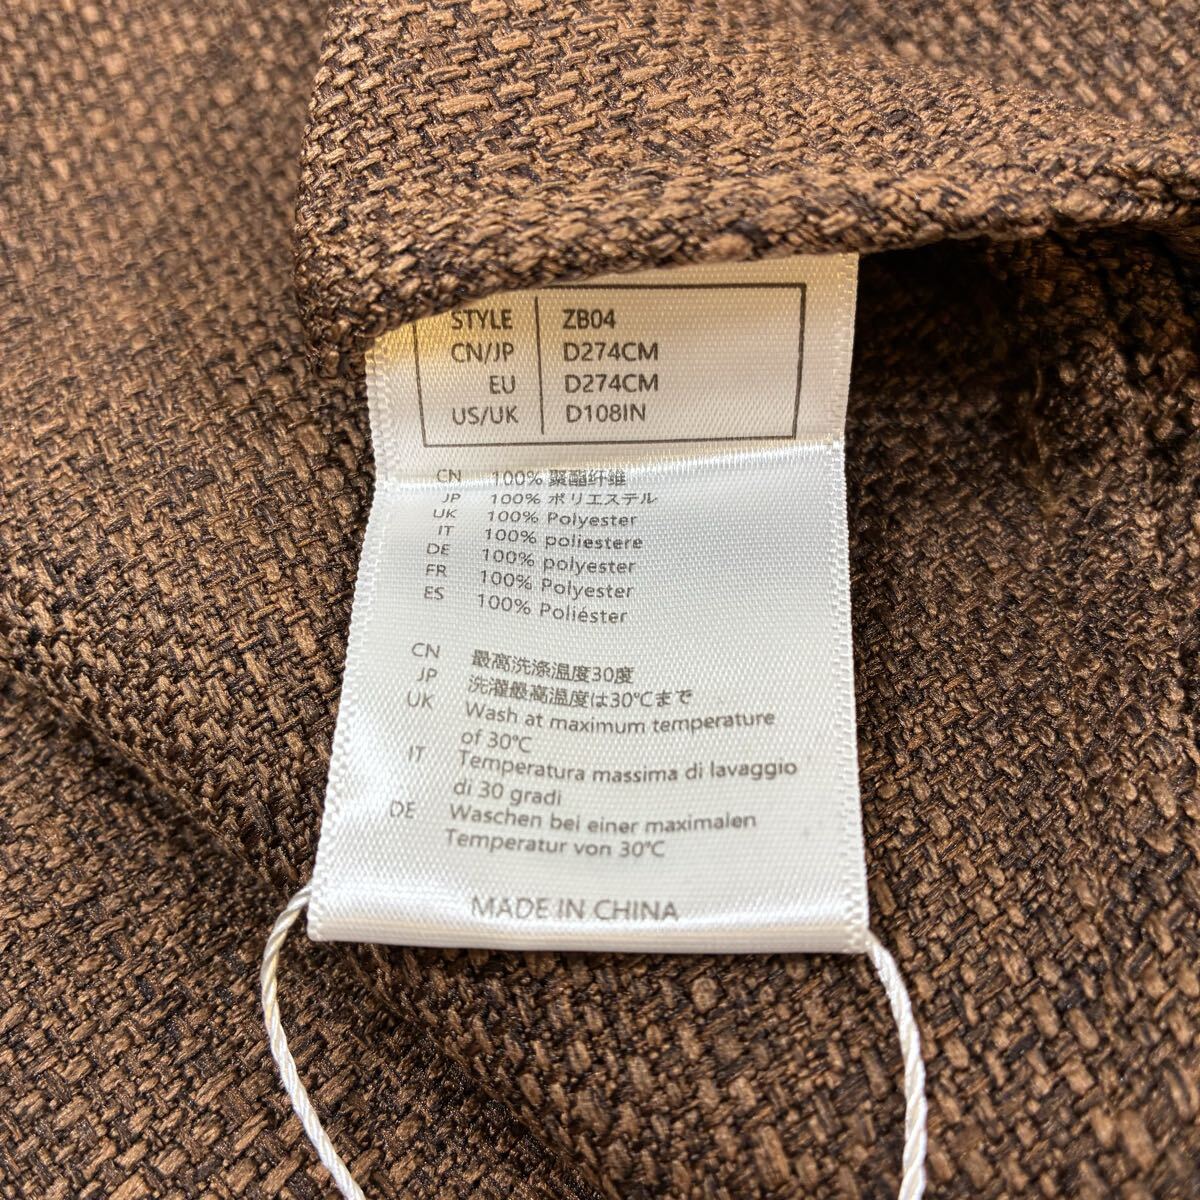 STYLE ZB04
CN/JP D274CM
EU D274CM
US/UK D108IN
CN 100% 聚酯纤维
JP 100% ポリエステル
UK 100% Polyester
IT 100% poliestere
DE 100% polyester
FR 100% Polyester
ES 100% Poliéster
CN 最高洗涤温度30度
JP 洗濯最高温度は30℃まで
UK Wash at maximum temperature
of 30℃
IT Temperatura massima di lavaggio
di 30 gradi
DE Waschen bei einer maximalen
Temperatur von 30℃
MADE IN CHINA